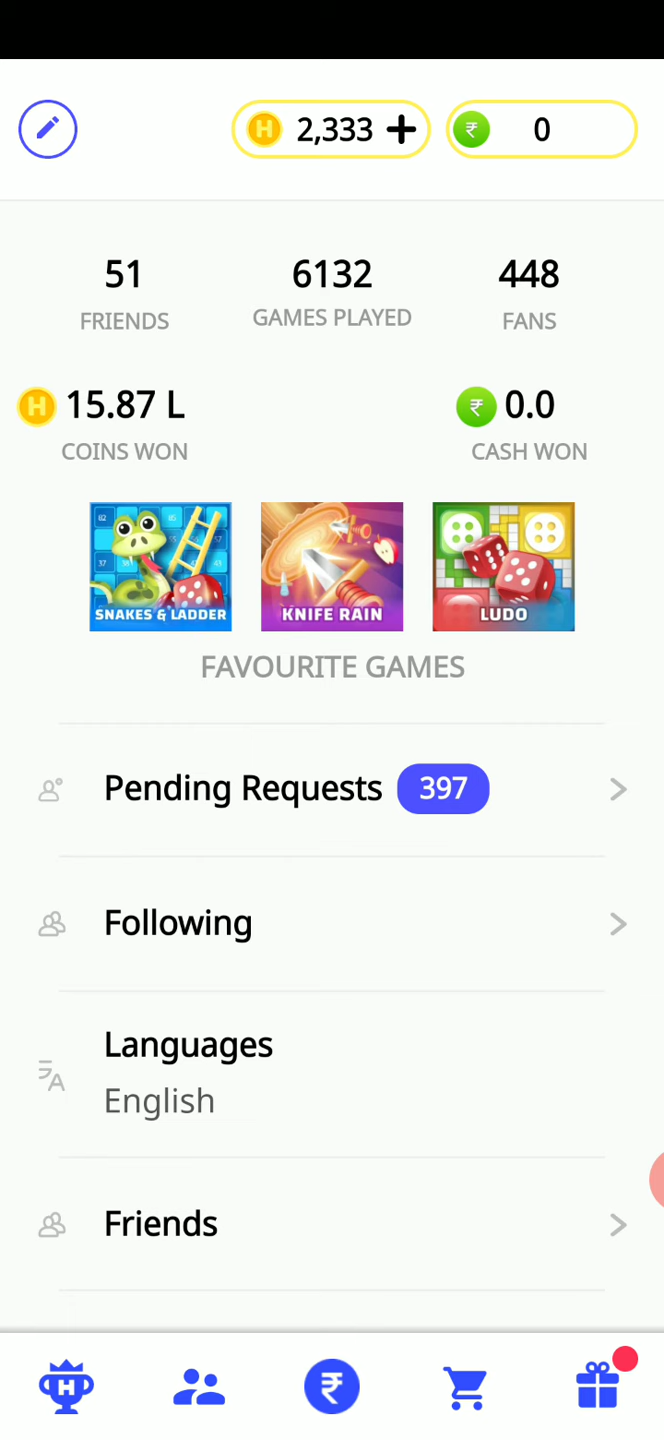 H 2,333 + ₹ 0
51 6132 448
FRIENDS GAMES PLAYED FANS
H 15.87 L ₹ 0.0
COINS WON CASH WON
SNAKES & LADDER KNIFE RAIN LUDO
FAVOURITE GAMES
Pending Requests 397
Following
Languages
English
Friends
H ₹